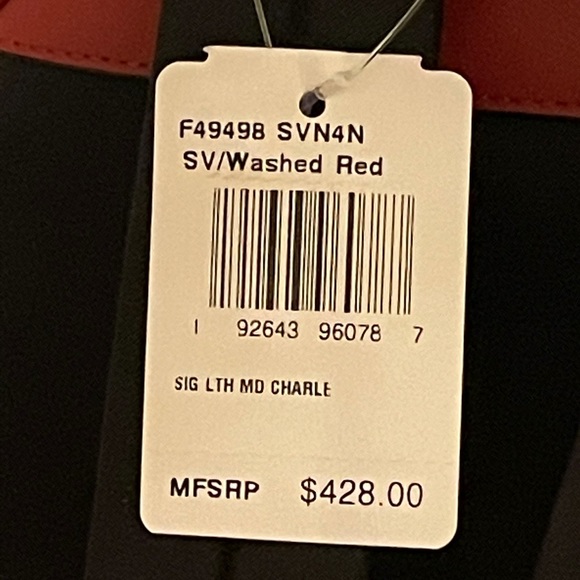 F49498 SVN4N
SV/Washed Red
1 92643 96078 7
SIG LTH MD CHARLE
MFSRP $428.00